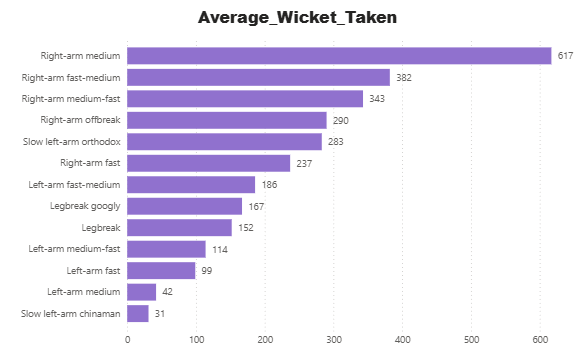 Average_Wicket_Taken
Right-arm medium 617
Right-arm fast-medium 382
Right-arm medium-fast 343
Right-arm offbreak 290
Slow left-arm orthodox 283
Right-arm fast 237
Left-arm fast-medium 186
Legbreak googly 167
Legbreak 152
Left-arm medium-fast 114
Left-arm fast 99
Left-arm medium 42
Slow left-arm chinaman 31
0 100 200 300 400 500 600